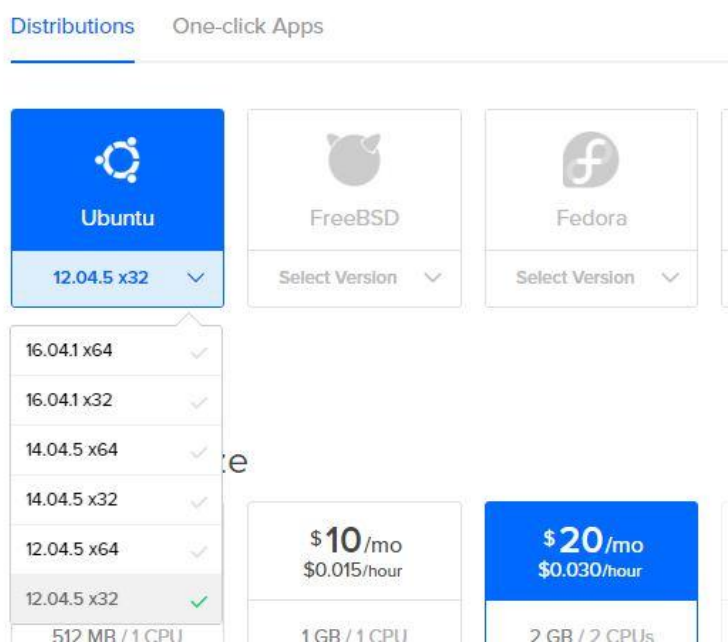 Distributions One-click Apps
Ubuntu FreeBSD Fedora
12.04.5 x32 Select Version Select Version
16.04.1 x64
16.04.1 x32
14.04.5 x64
ze
14.04.5 x32
12.04.5 x64
12.04.5 x32
$10/mo $20/mo
$0.015/hour $0.030/hour
512 MB / 1 CPU 1 GB / 1 CPU 2 GB / 2 CPUs